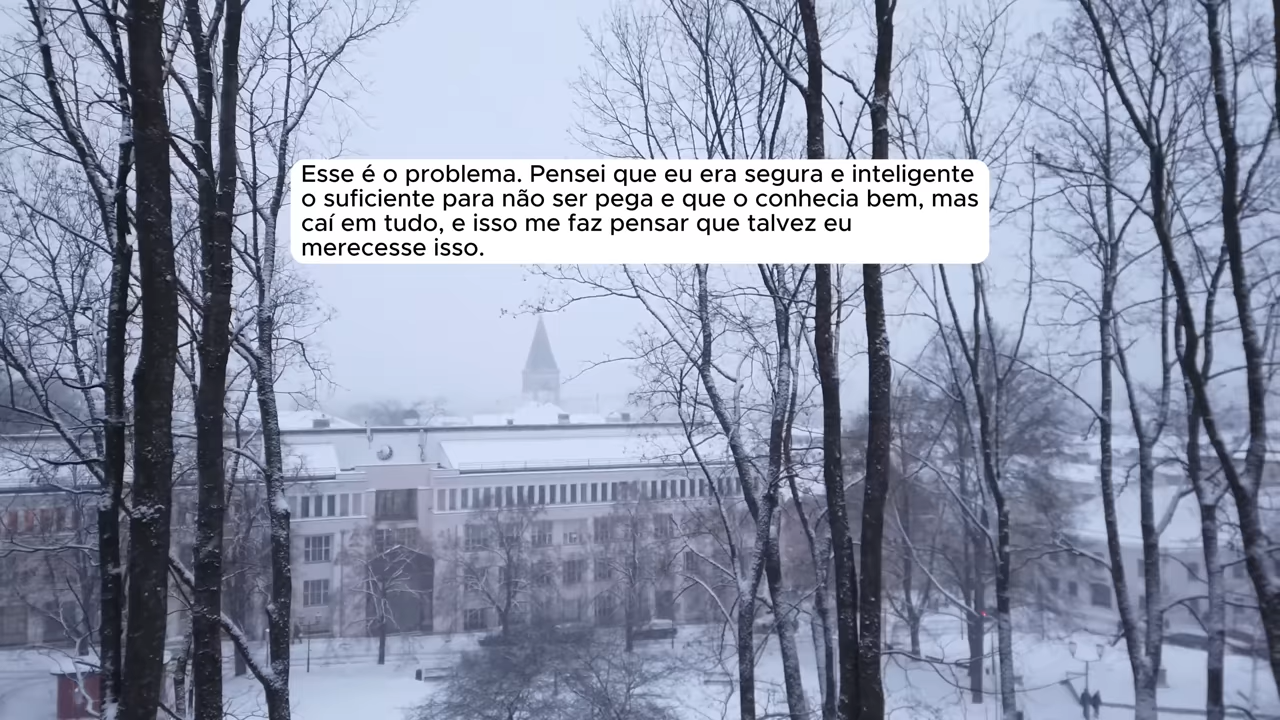 Esse é o problema. Pensei que eu era segura e inteligente
o suficiente para não ser pega e que o conhecia bem, mas
caí em tudo, e isso me faz pensar que talvez eu
merecesse isso.